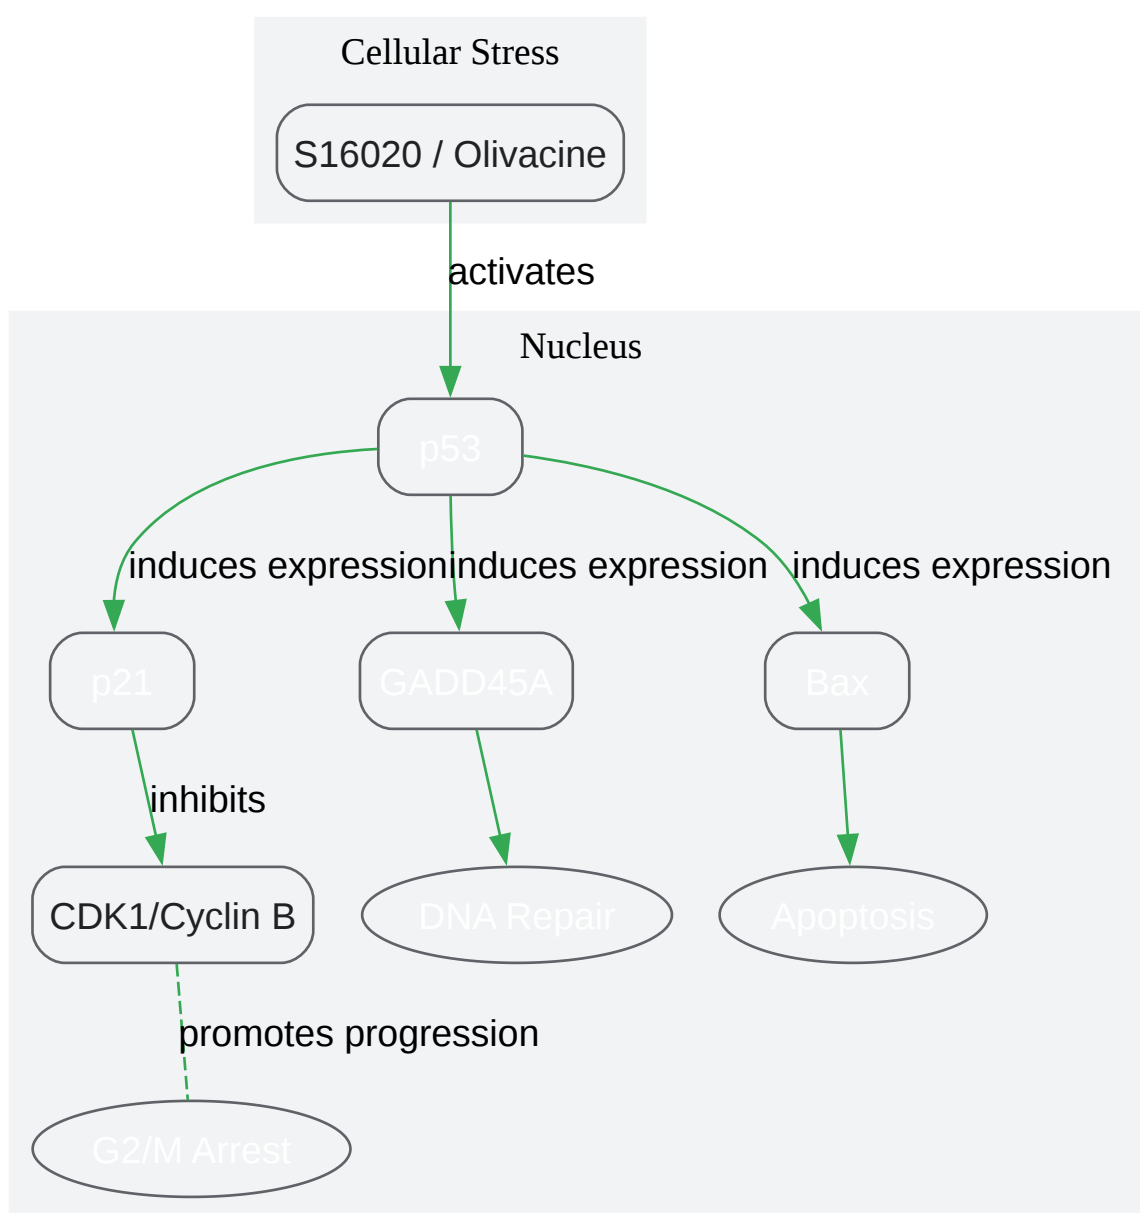 Cellular Stress
S16020 / Olivacine
activates
Nucleus
p53
induces expression
induces expression
induces expression
p21
GADD45A
Bax
inhibits
CDK1/Cyclin B
DNA Repair
Apoptosis
promotes progression
G2/M Arrest